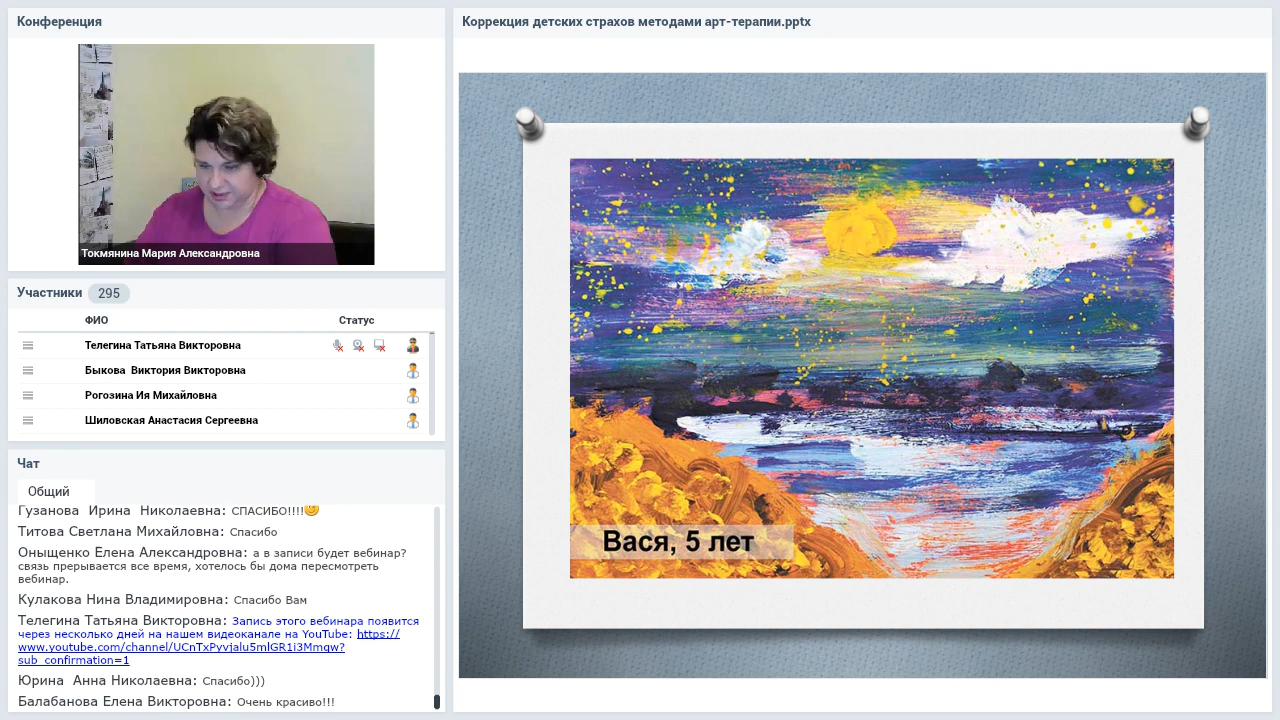 Конференция
Токмянина Мария Александровна
Участники 295
ФИО Статус
Телегина Татьяна Викторовна
Быкова Виктория Викторовна
Рогозина Ия Михайловна
Шиловская Анастасия Сергеевна
Чат
Общий
Гузанова Ирина Николаевна: СПАСИБО!!!!
Титова Светлана Михайловна: Спасибо
Оныщенко Елена Александровна: а в записи будет вебинар?
связь прерывается все время, хотелось бы дома пересмотреть
вебинар.
Кулакова Нина Владимировна: Спасибо Вам
Телегина Татьяна Викторовна: Запись этого вебинара появится
через несколько дней на нашем видеоканале на YouTube: https://
www.youtube.com/channel/UCnTxPyvjalu5mlGR1i3Mmqw?
sub_confirmation=1
Юрина Анна Николаевна: Спасибо)))
Балабанова Елена Викторовна: Очень красиво!!!
Коррекция детских страхов методами арт-терапии.pptx
Вася, 5 лет